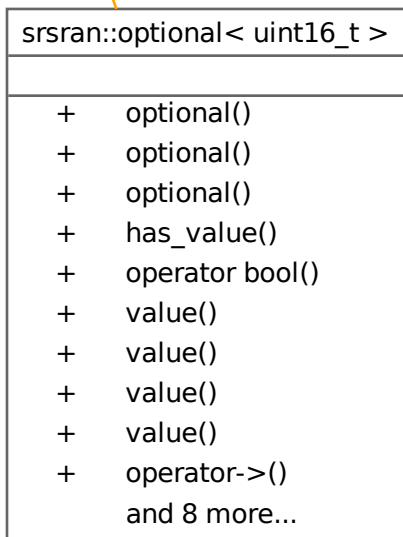 srsran::optional< uint16_t >
+ optional()
+ optional()
+ optional()
+ has_value()
+ operator bool()
+ value()
+ value()
+ value()
+ value()
+ operator->()
and 8 more...